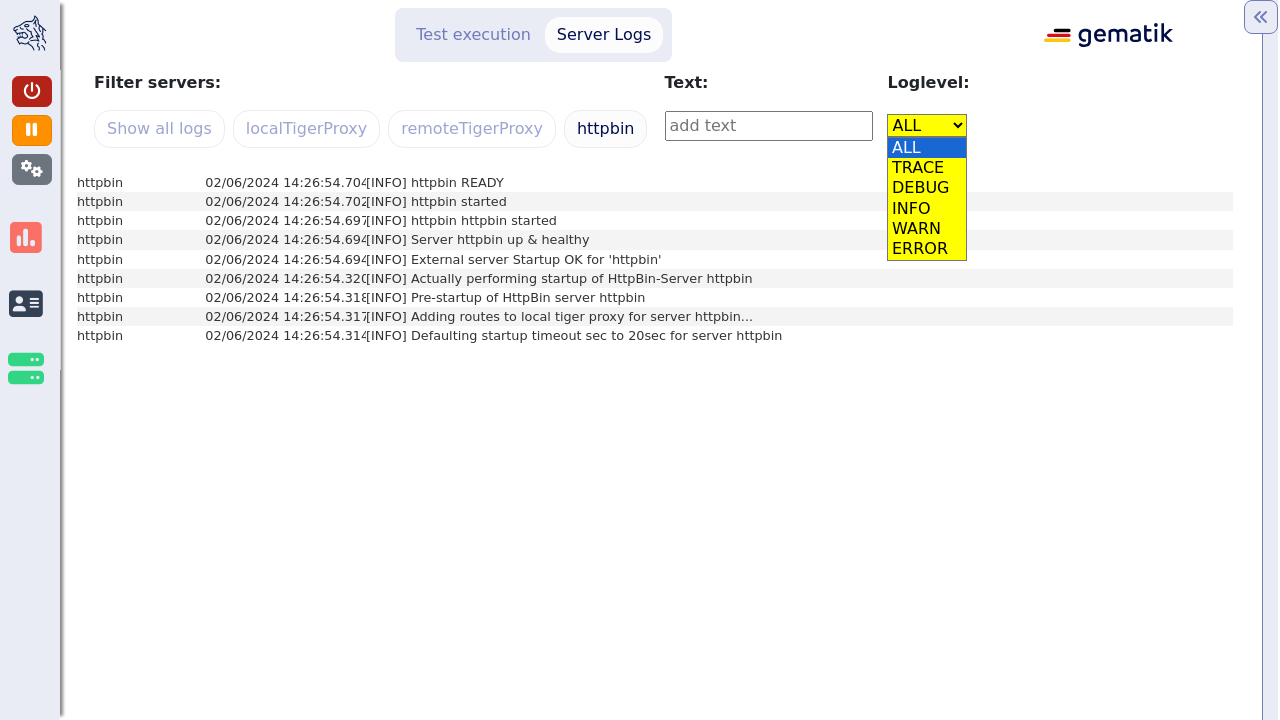 Test execution Server Logs
gematik
Filter servers: Text: Loglevel:
Show all logs localTigerProxy remoteTigerProxy httpbin add text ALL
ALL
TRACE
DEBUG
INFO
WARN
ERROR
httpbin 02/06/2024 14:26:54.704 [INFO] httpbin READY
httpbin 02/06/2024 14:26:54.702 [INFO] httpbin started
httpbin 02/06/2024 14:26:54.697 [INFO] httpbin httpbin started
httpbin 02/06/2024 14:26:54.694 [INFO] Server httpbin up & healthy
httpbin 02/06/2024 14:26:54.694 [INFO] External server Startup OK for 'httpbin'
httpbin 02/06/2024 14:26:54.320 [INFO] Actually performing startup of HttpBin-Server httpbin
httpbin 02/06/2024 14:26:54.318 [INFO] Pre-startup of HttpBin server httpbin
httpbin 02/06/2024 14:26:54.317 [INFO] Adding routes to local tiger proxy for server httpbin...
httpbin 02/06/2024 14:26:54.314 [INFO] Defaulting startup timeout sec to 20sec for server httpbin